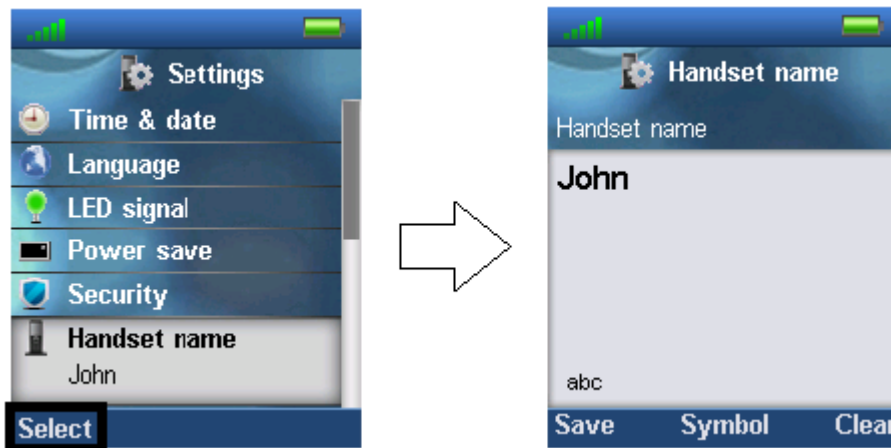 Settings
Time & date
Language
LED signal
Power save
Security
Handset name
John
Select
Handset name
Handset name
John
abc
Save Symbol Clear